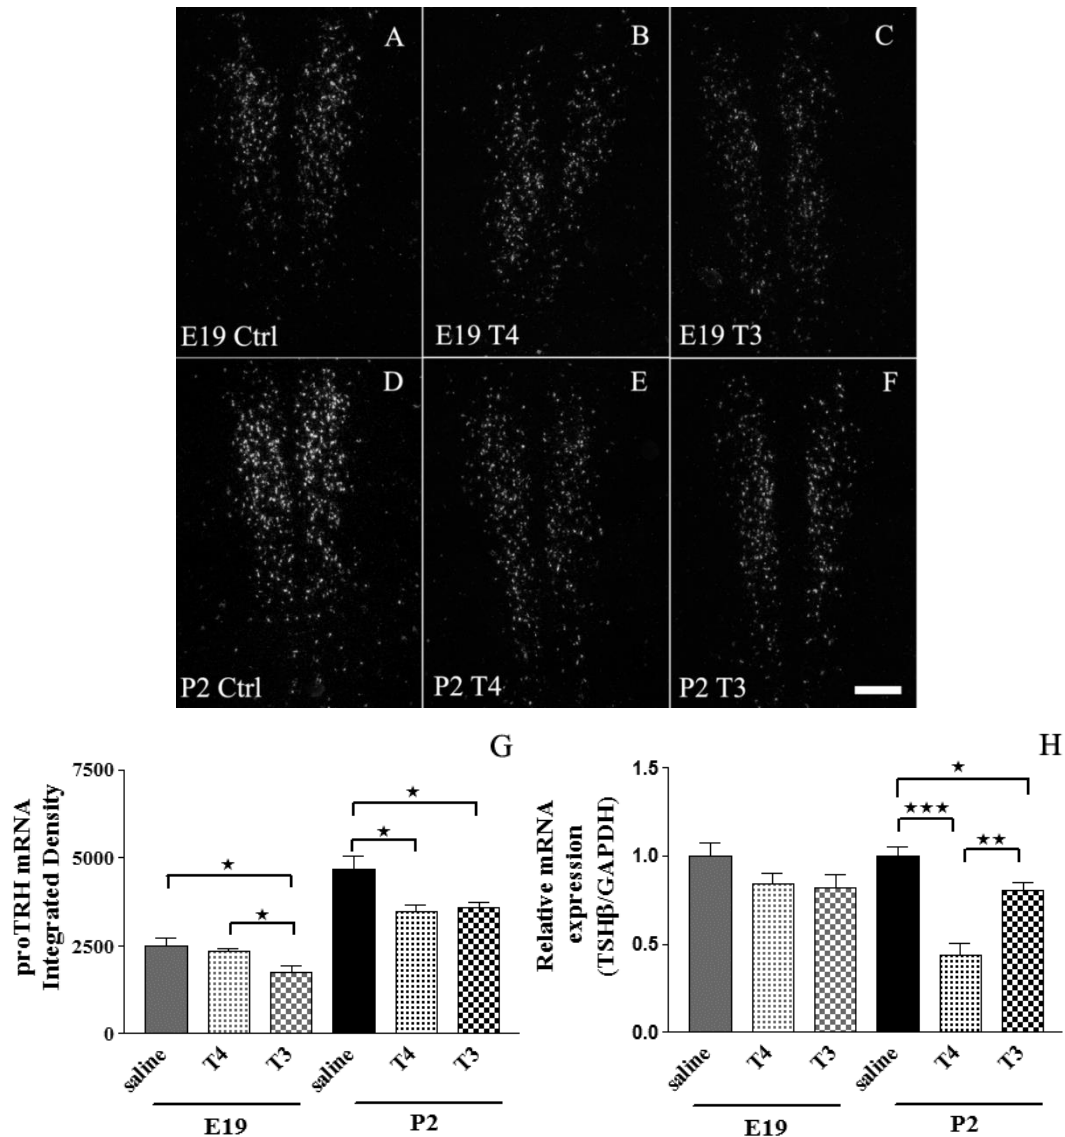 A
B
C
E19 Ctrl
E19 T4
E19 T3
D
E
F
P2 Ctrl
P2 T4
P2 T3
G
proTRH mRNA
Integrated Density
7500
5000
2500
0
★
★
★
★
saline
T4
T3
saline
T4
T3
E19
P2
H
Relative mRNA
expression
(TSHβ/GAPDH)
1.5
1.0
0.5
0.0
★
★★★
★★
saline
T4
T3
saline
T4
T3
E19
P2